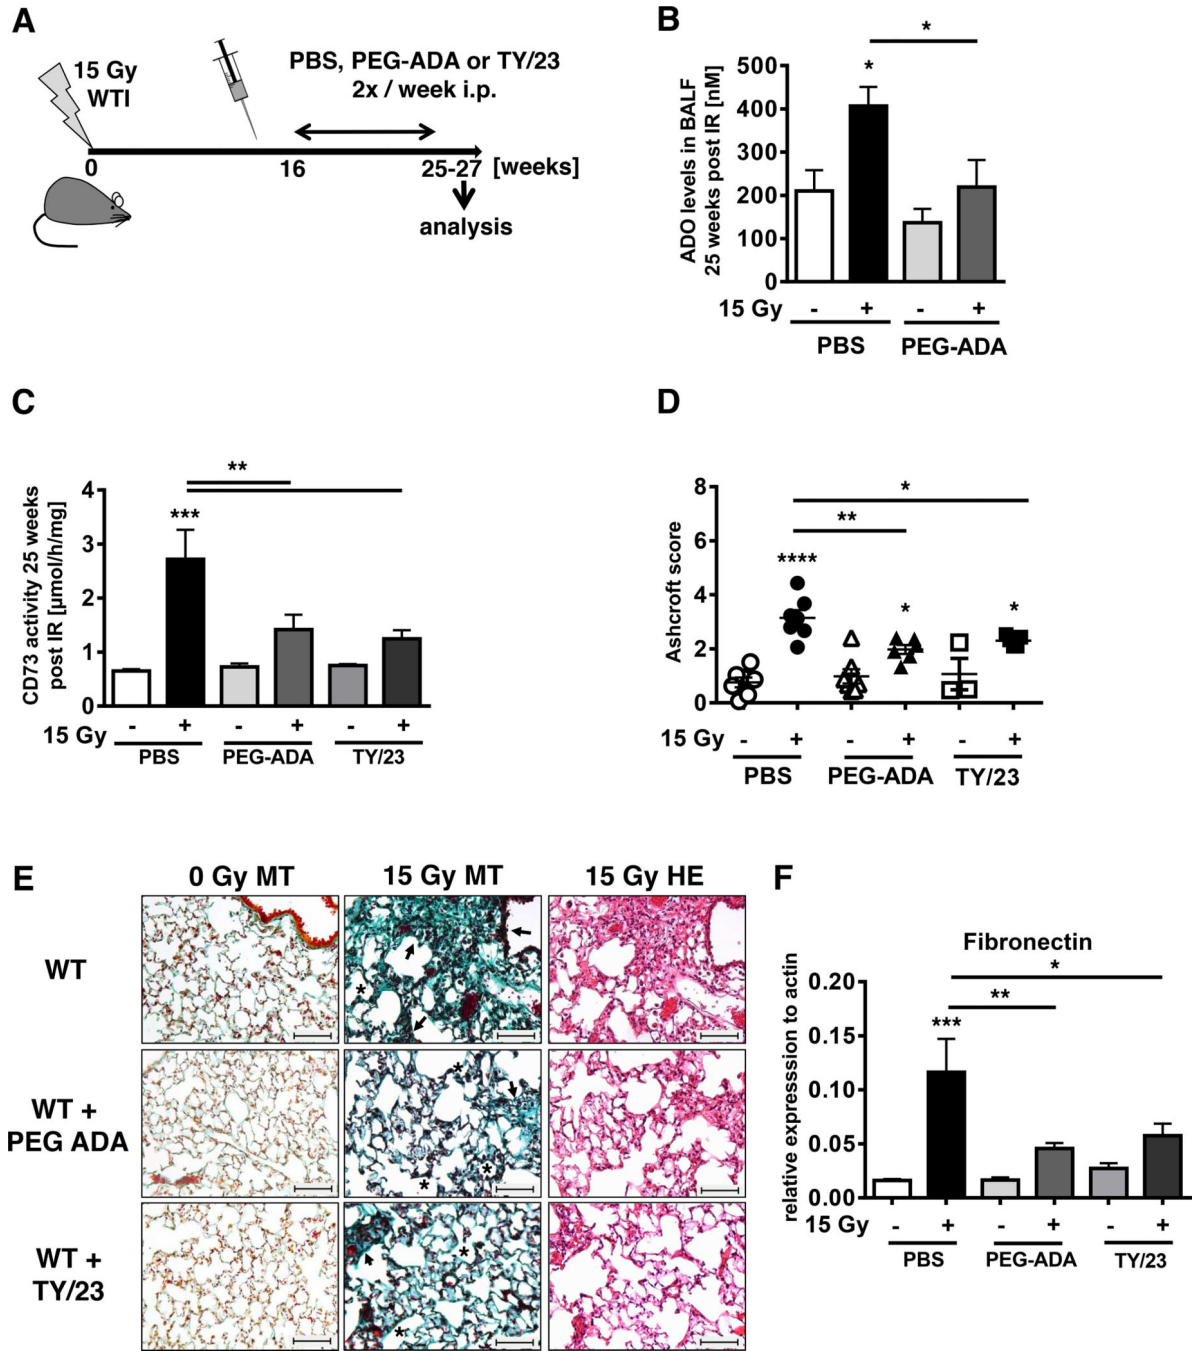 A
15 Gy
WTI
PBS, PEG-ADA or TY/23
2x / week i.p.
0
16
25-27
[weeks]
analysis
B
ADO levels in BALF
25 weeks post IR [nM]
500
400
300
200
100
0
*
*
15 Gy - + - +
PBS PEG-ADA
C
CD73 activity 25 weeks
post IR [µmol/h/mg]
4
3
2
1
0
**
***
15 Gy - + - + - +
PBS PEG-ADA TY/23
D
Ashcroft score
8
6
4
2
0
*
**
****
*
*
15 Gy - + - + - +
PBS PEG-ADA TY/23
E
0 Gy MT 15 Gy MT 15 Gy HE
WT
*
WT +
PEG ADA
*
*
*
WT +
TY/23
*
*
F
Fibronectin
relative expresssion to actin
0.20
0.15
0.10
0.05
0.00
*
**
***
15 Gy - + - + - +
PBS PEG-ADA TY/23